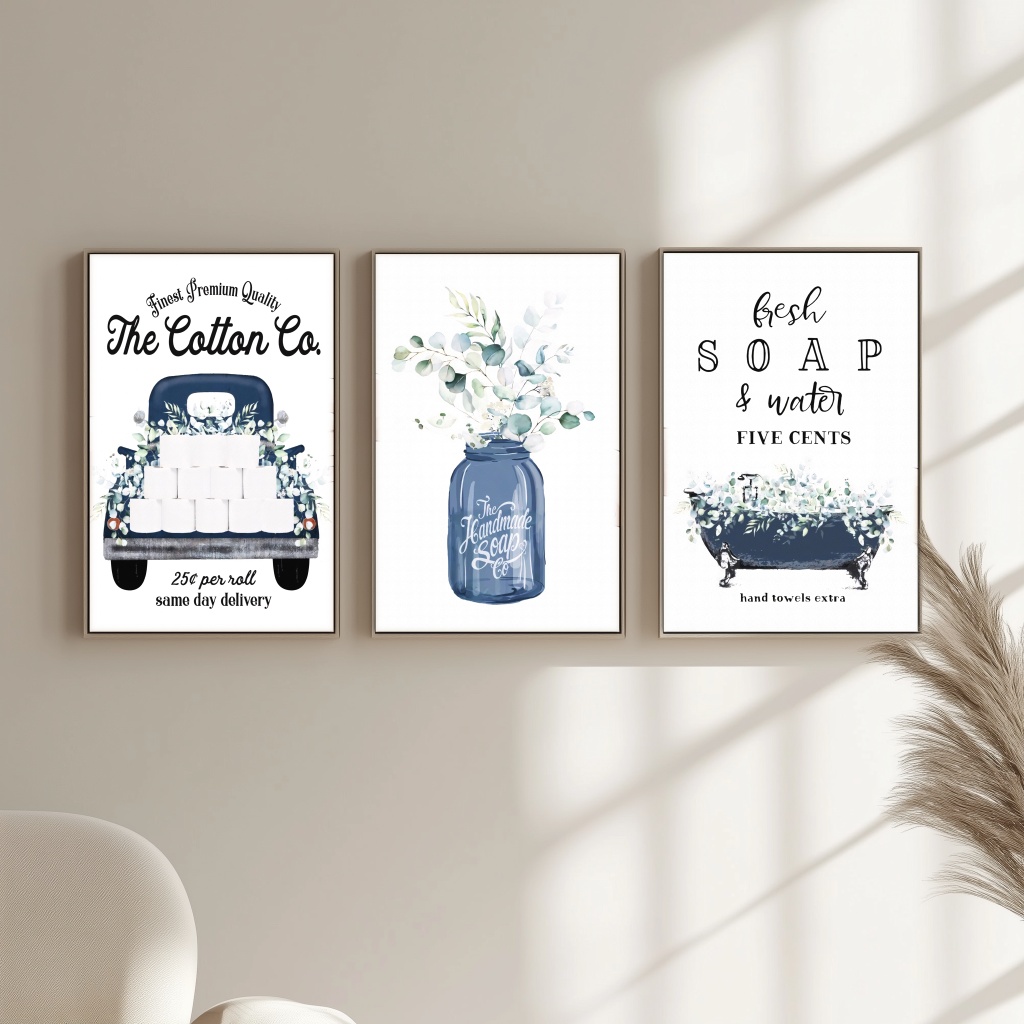 Finest Premium Quality
The Cotton Co.
25¢ per roll
same day delivery
The
Handmade
Soap
Co
fresh
SOAP
& water
FIVE CENTS
hand towels extra